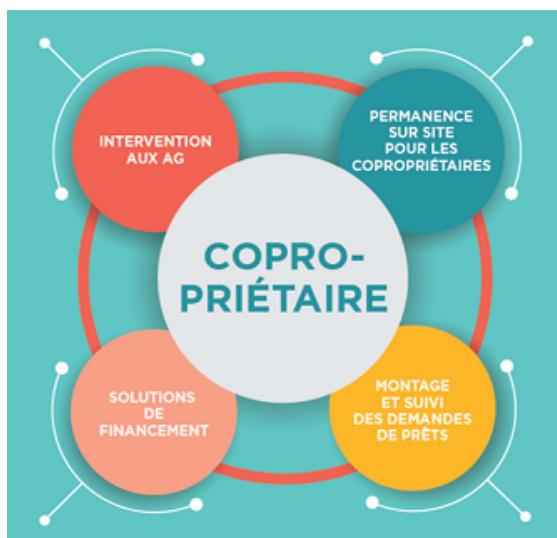 INTERVENTION
AUX AG
PERMANENCE
SUR SITE
POUR LES
COPROPRIÉTAIRES
COPRO-
PRIÉTAIRE
SOLUTIONS
DE
FINANCEMENT
MONTAGE
ET SUIVI
DES DEMANDES
DE PRÊTS